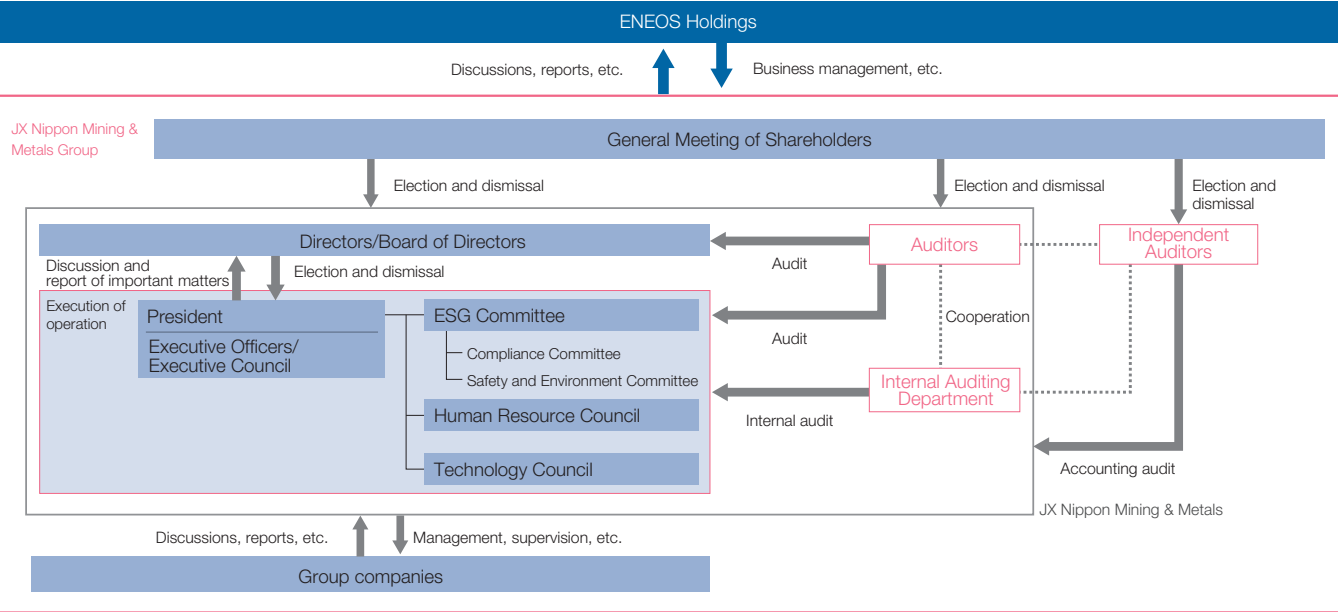 ENEOS Holdings
Discussions, reports, etc.
Business management, etc.
JX Nippon Mining &
Metals Group
General Meeting of Shareholders
Election and dismissal
Election and dismissal
Election and
dismissal
Directors/Board of Directors
Auditors
Independent
Auditors
Audit
Discussion and
report of important matters
Election and dismissal
Execution of
operation
President
Executive Officers/
Executive Council
ESG Committee
Compliance Committee
Safety and Environment Committee
Audit
Cooperation
Internal Auditing
Department
Human Resource Council
Internal audit
Technology Council
Accounting audit
JX Nippon Mining & Metals
Discussions, reports, etc.
Management, supervision, etc.
Group companies